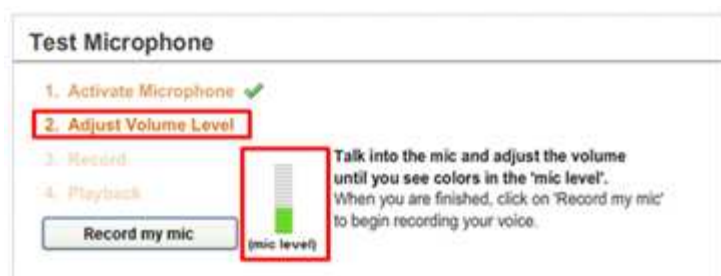 Test Microphone
1. Activate Microphone
2. Adjust Volume Level
3. Record
4. Playback
Record my mic
(mic level)
Talk into the mic and adjust the volume
until you see colors in the 'mic level'.
When you are finished, click on 'Record my mic'
to begin recording your voice.